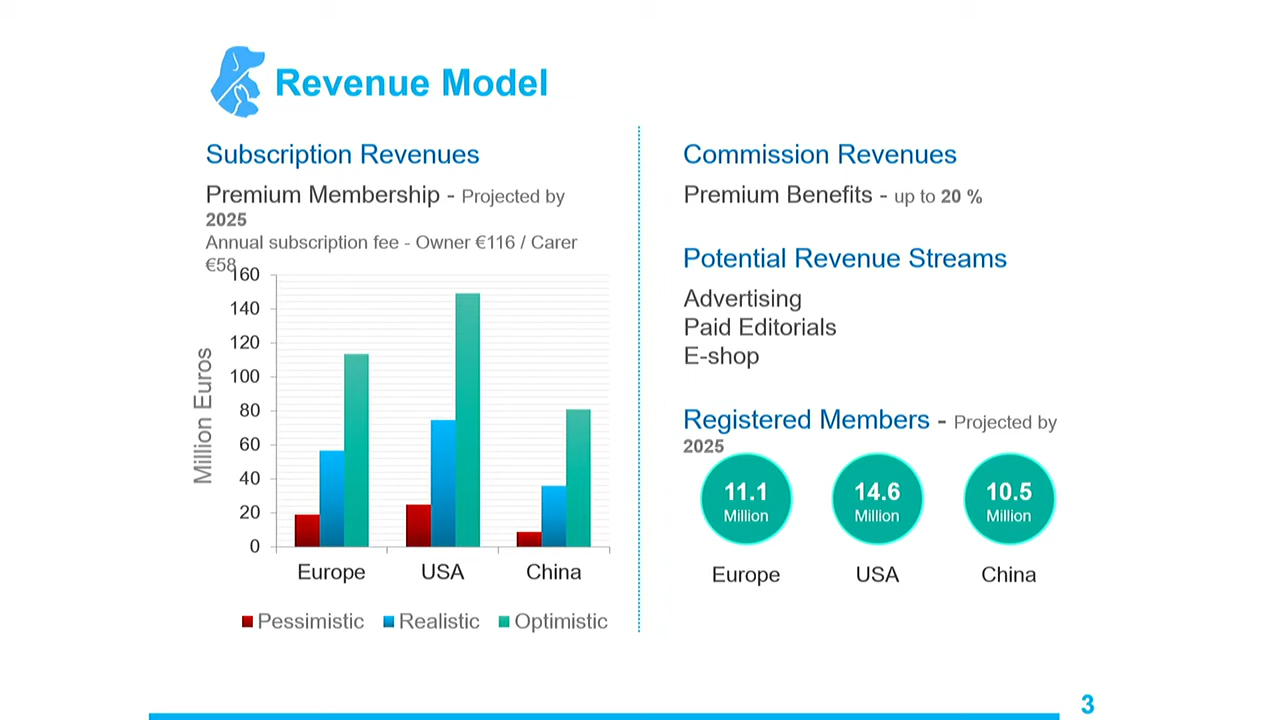 Revenue Model
Subscription Revenues
Premium Membership - Projected by
2025
Annual subscription fee - Owner €116 / Carer
€58
160
140
120
100
80
60
40
20
0
Million Euros
Europe
USA
China
Pessimistic
Realistic
Optimistic
Commission Revenues
Premium Benefits - up to 20 %
Potential Revenue Streams
Advertising
Paid Editorials
E-shop
Registered Members - Projected by
2025
11.1
Million
14.6
Million
10.5
Million
Europe
USA
China
3